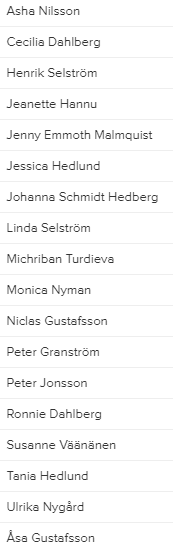 Asha Nilsson
Cecilia Dahlberg
Henrik Selström
Jeanette Hannu
Jenny Emmoth Malmquist
Jessica Hedlund
Johanna Schmidt Hedberg
Linda Selström
Michriban Turdieva
Monica Nyman
Niclas Gustafsson
Peter Granström
Peter Jonsson
Ronnie Dahlberg
Susanne Väänänen
Tania Hedlund
Ulrika Nygård
Åsa Gustafsson